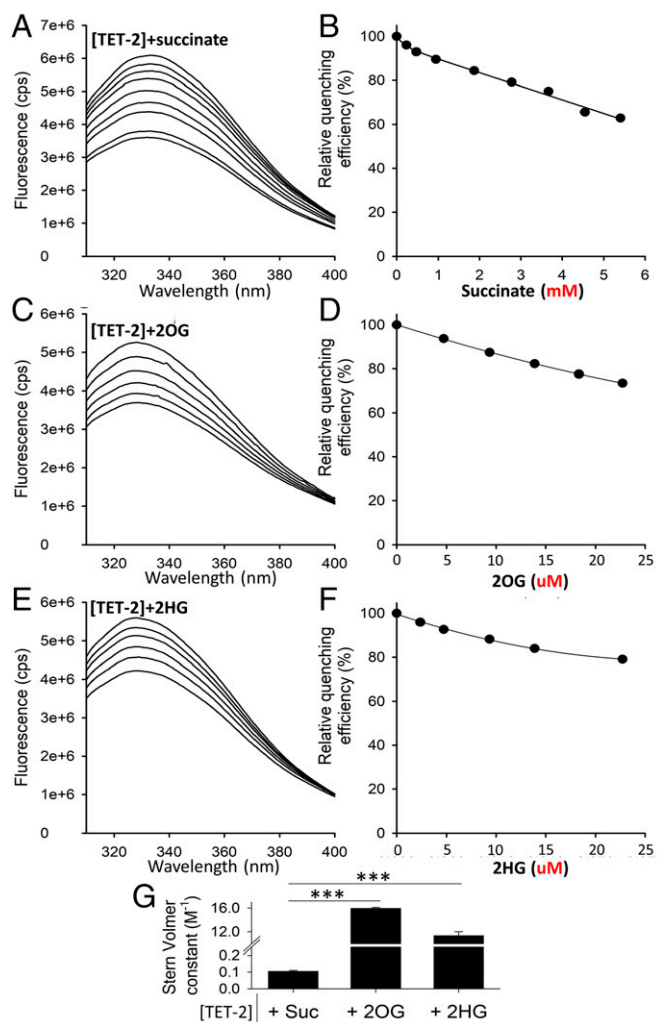 A
[TET-2]+succinate
Fluorescence (cps)
7e+6
6e+6
5e+6
4e+6
3e+6
2e+6
1e+6
0
320 340 360 380 400
Wavelength (nm)
B
Relative quenching
efficiency (%)
100
80
60
40
20
0
0 1 2 3 4 5 6
Succinate (mM)
C
[TET-2]+2OG
Fluorescence (cps)
6e+6
5e+6
4e+6
3e+6
2e+6
1e+6
0
320 340 360 380 400
Wavelength (nm)
D
Relative quenching
efficiency (%)
100
80
60
40
20
0
0 5 10 15 20 25
2OG (uM)
E
[TET-2]+2HG
Fluorescence (cps)
6e+6
5e+6
4e+6
3e+6
2e+6
1e+6
0
320 340 360 380 400
Wavelength (nm)
F
Relative quenching
efficiency (%)
100
80
60
40
20
0
0 5 10 15 20 25
2HG (uM)
G
***
***
Stern Volmer
constant (M⁻¹)
16.0
12.0
0.2
0.1
0.0
[TET-2] + Suc + 2OG + 2HG